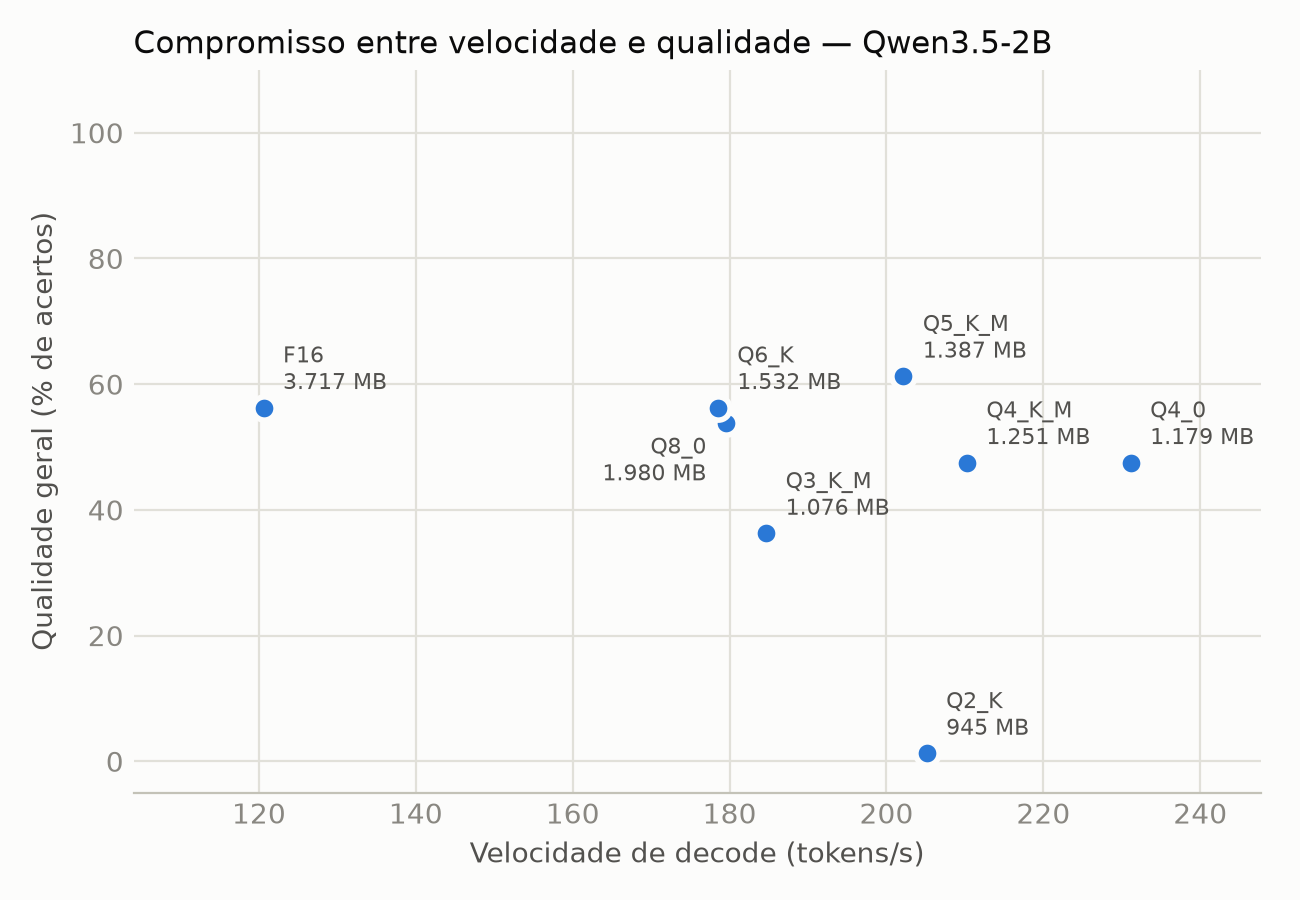 Compromisso entre velocidade e qualidade — Qwen3.5-2B
Qualidade geral (% de acertos)
100
80
60
40
20
0
F16
3.717 MB
Q6_K
1.532 MB
Q8_0
1.980 MB
Q3_K_M
1.076 MB
Q5_K_M
1.387 MB
Q4_K_M
1.251 MB
Q4_0
1.179 MB
Q2_K
945 MB
120
140
160
180
200
220
240
Velocidade de decode (tokens/s)